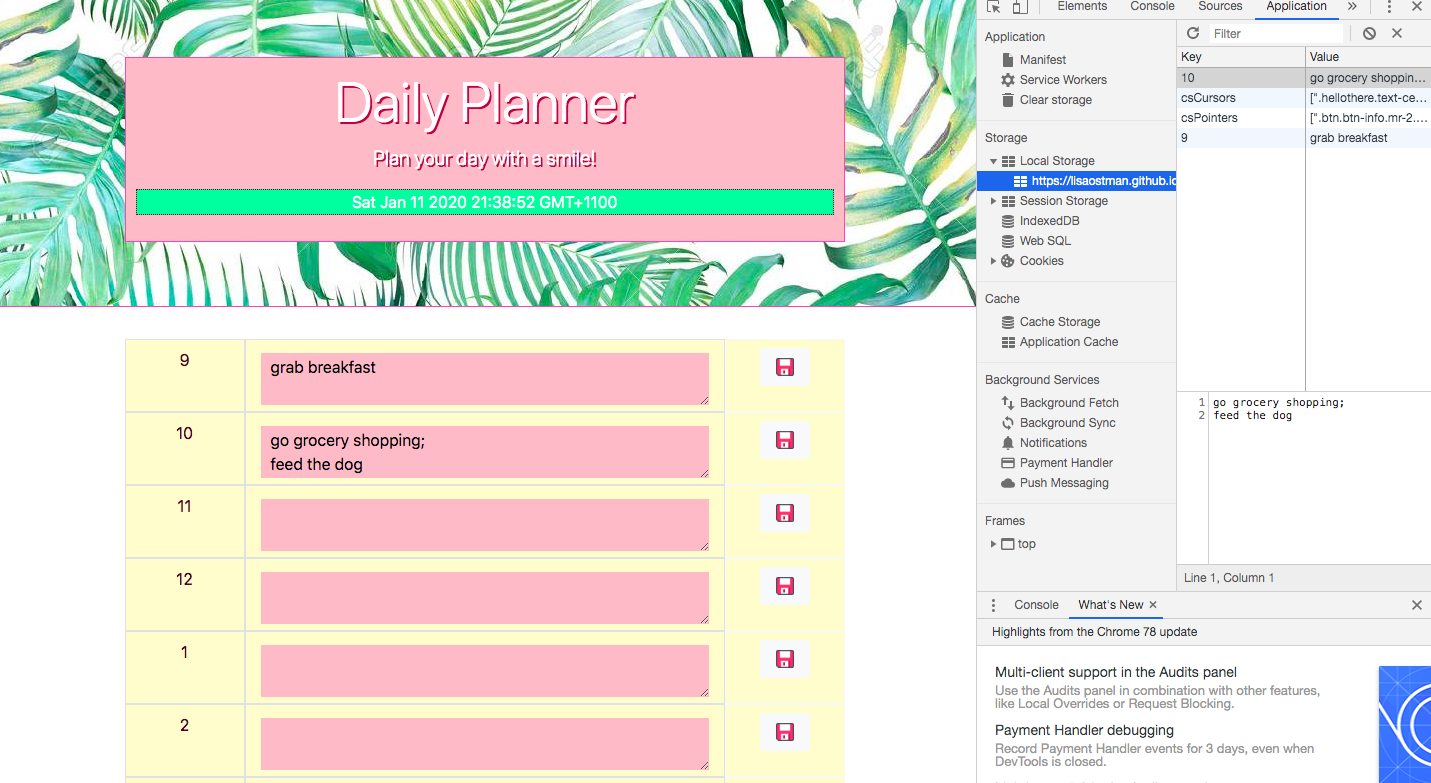 Daily Planner
Plan your day with a smile!
Sat Jan 11 2020 21:38:52 GMT+1100
9
grab breakfast
10
go grocery shopping;
feed the dog
11
12
1
2
Elements Console Sources Application »
Application
Manifest
Service Workers
Clear storage
Storage
Local Storage
https://lisaostman.github.io
Session Storage
IndexedDB
Web SQL
Cookies
Cache
Cache Storage
Application Cache
Background Services
Background Fetch
Background Sync
Notifications
Payment Handler
Push Messaging
Frames
top
Filter
Key Value
10 go grocery shoppin...
csCursors [".hellothere.text-ce...
csPointers [".btn.btn-info.mr-2....
9 grab breakfast
1 go grocery shopping;
2 feed the dog
Line 1, Column 1
Console What's New
Highlights from the Chrome 78 update
Multi-client support in the Audits panel
Use the Audits panel in combination with other features,
like Local Overrides or Request Blocking.
Payment Handler debugging
Record Payment Handler events for 3 days, even when
DevTools is closed.